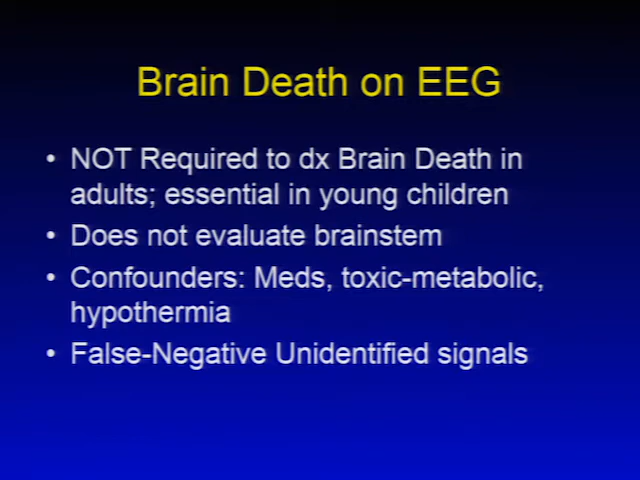 Brain Death on EEG
• NOT Required to dx Brain Death in
adults; essential in young children
• Does not evaluate brainstem
• Confounders: Meds, toxic-metabolic,
hypothermia
• False-Negative Unidentified signals